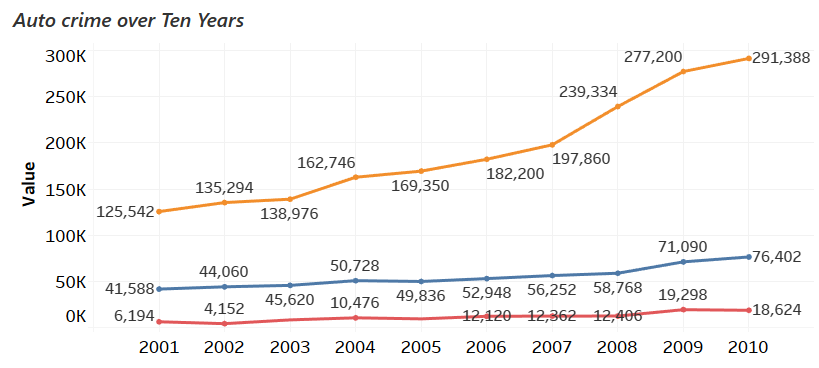 Auto crime over Ten Years
300K
250K
200K
150K
100K
50K
0K
Value
125,542
135,294
138,976
162,746
169,350
182,200
197,860
239,334
277,200
291,388
41,588
44,060
45,620
50,728
49,836
52,948
56,252
58,768
71,090
76,402
6,194
4,152
10,476
12,120
12,362
12,406
19,298
18,624
2001 2002 2003 2004 2005 2006 2007 2008 2009 2010